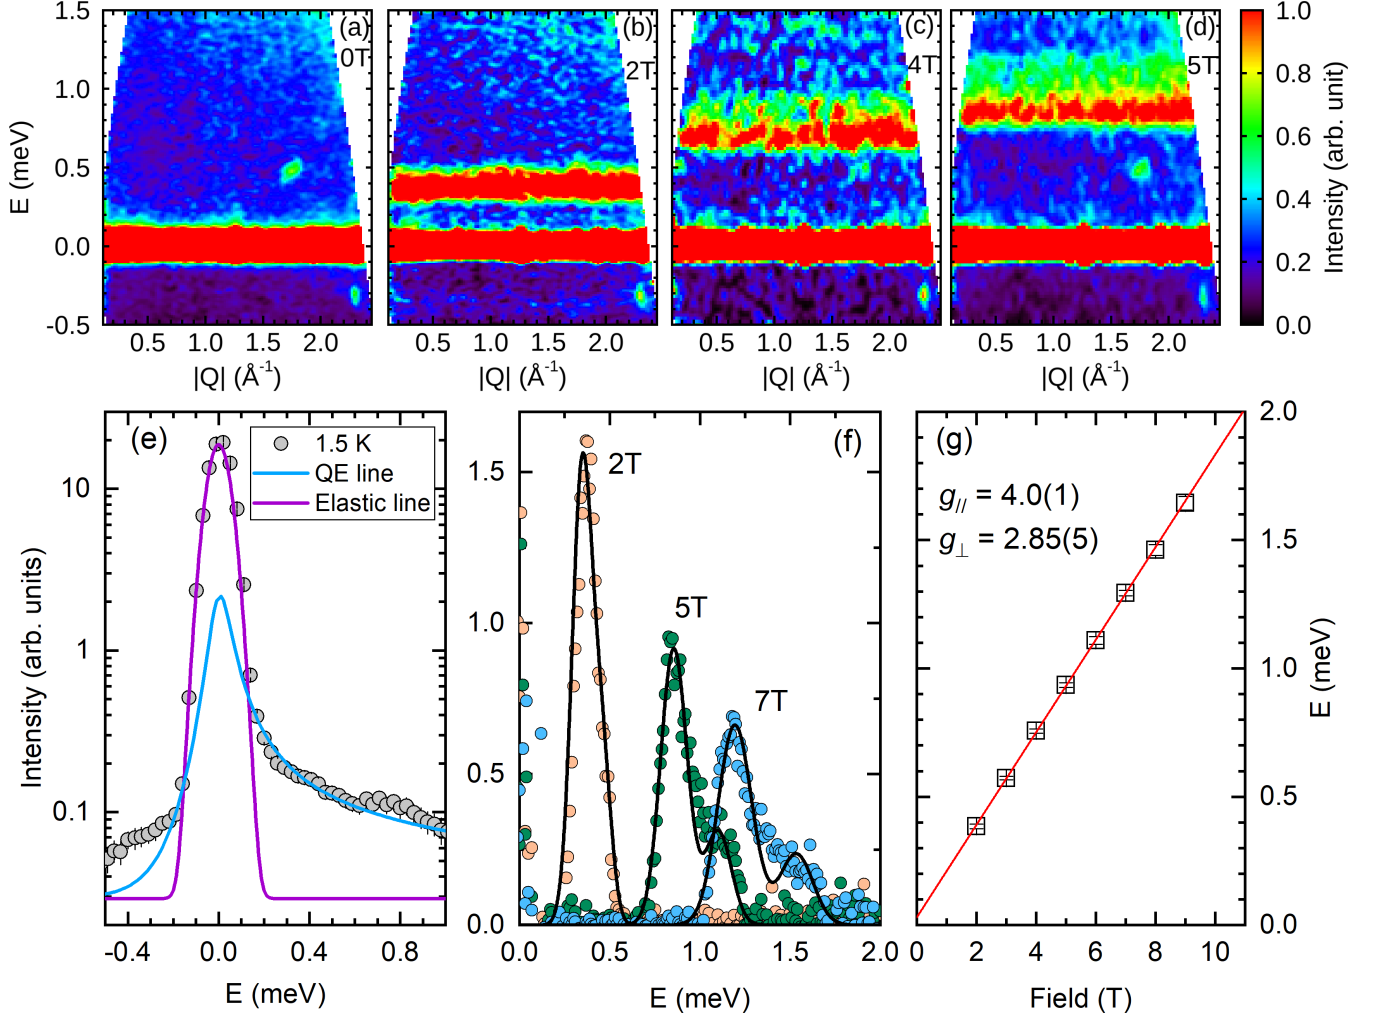 (a) (b) (c) (d)
0T 2T 4T 5T
1.5 1.0 0.5 0.0 -0.5
E (meV)
0.5 1.0 1.5 2.0
0.5 1.0 1.5 2.0
0.5 1.0 1.5 2.0
0.5 1.0 1.5 2.0
|Q| (Å⁻¹) |Q| (Å⁻¹) |Q| (Å⁻¹) |Q| (Å⁻¹)
1.0 0.8 0.6 0.4 0.2 0.0
Intensity (arb. unit)
(e)
1.5 K
QE line
Elastic line
10 1 0.1
Intensity (arb. units)
-0.4 0.0 0.4 0.8
E (meV)
(f)
2T
5T
7T
1.5 1.0 0.5 0.0
0.0 0.5 1.0 1.5 2.0
E (meV)
(g)
g// = 4.0(1)
g⊥ = 2.85(5)
2.0 1.5 1.0 0.5 0.0
E (meV)
0 2 4 6 8 10
Field (T)